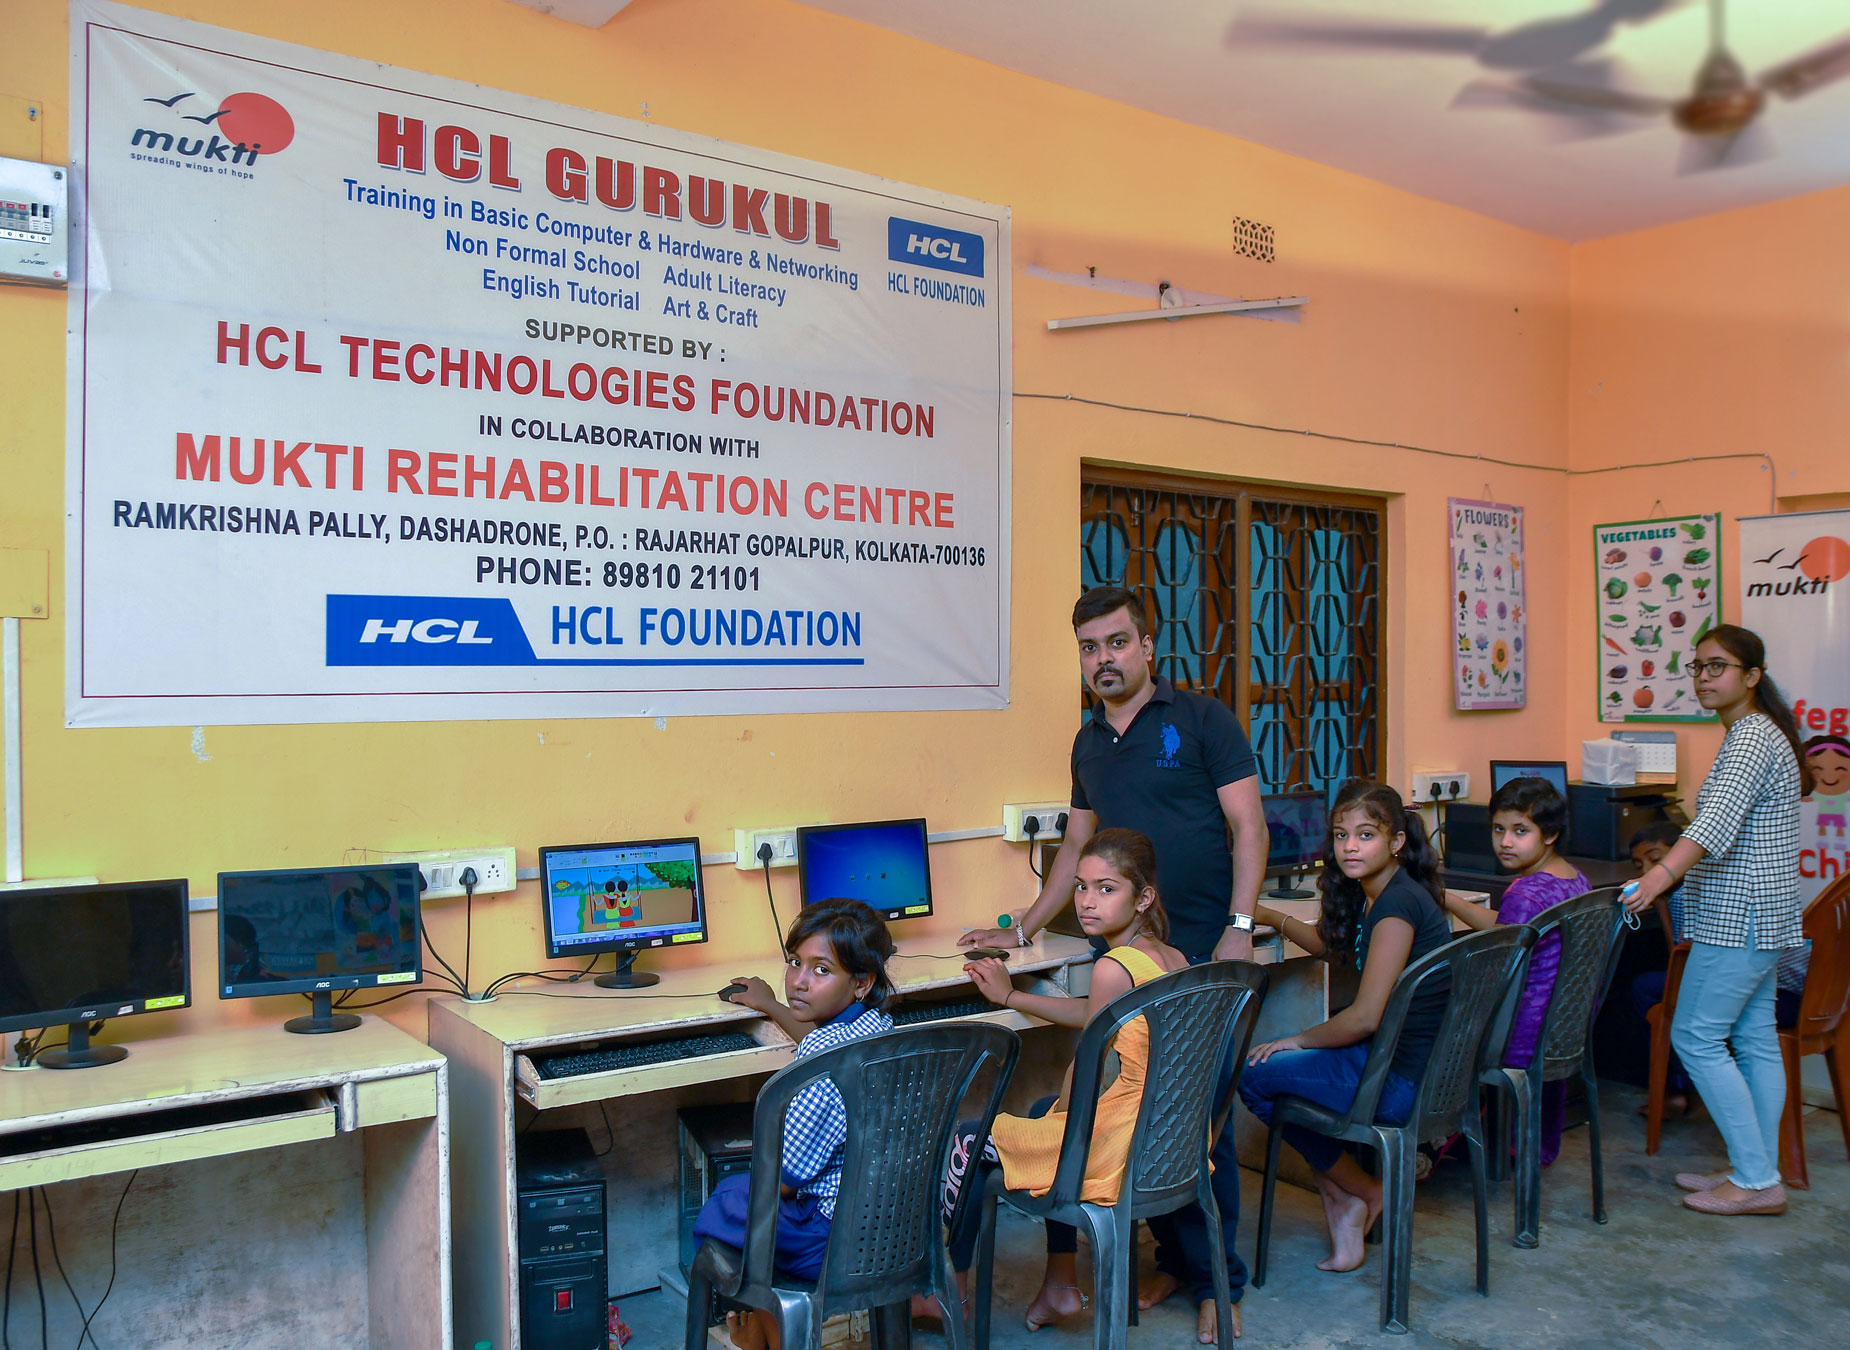 mukti
spreading wings of hope
HCL GURUKUL
Training in Basic Computer & Hardware & Networking
Non Formal School Adult Literacy
English Tutorial Art & Craft
HCL
HCL FOUNDATION
SUPPORTED BY :
HCL TECHNOLOGIES FOUNDATION
IN COLLABORATION WITH
MUKTI REHABILITATION CENTRE
RAMKRISHNA PALLY, DASHADRONE, P.O. : RAJARHAT GOPALPUR, KOLKATA-700136
PHONE: 89810 21101
HCL HCL FOUNDATION
FLOWERS
VEGETABLES
mukti
feg
Chi
USPA
AOC
AOC
AOC